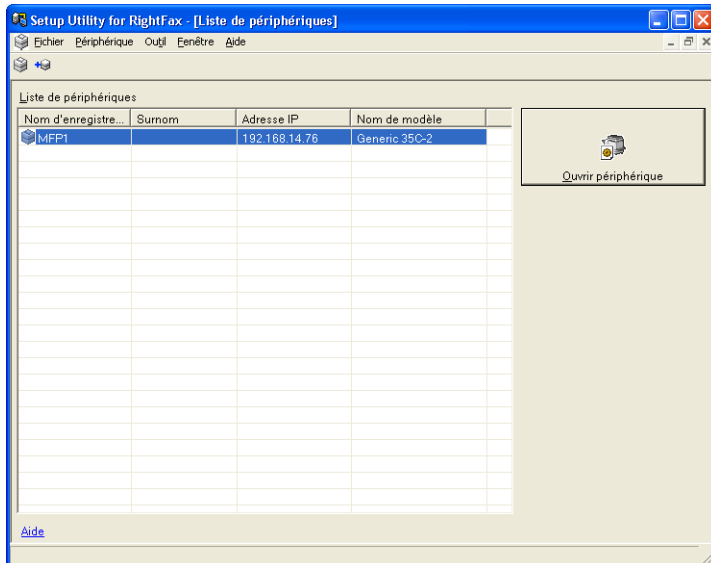 Setup Utility for RightFax - [Liste de périphériques]
Fichier Périphérique Outil Fenêtre Aide
Liste de périphériques
Nom d'enregistre... Surnom Adresse IP Nom de modèle
MFP1 192.168.14.76 Generic 35C-2
Ouvrir périphérique
Aide